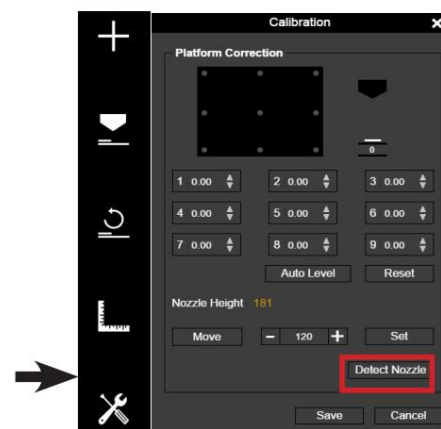 Calibration ×
Platform Correction
0
1 0.00 2 0.00 3 0.00
4 0.00 5 0.00 6 0.00
7 0.00 8 0.00 9 0.00
Auto Level Reset
Nozzle Height 181
Move − 120 + Set
Detect Nozzle
Save Cancel